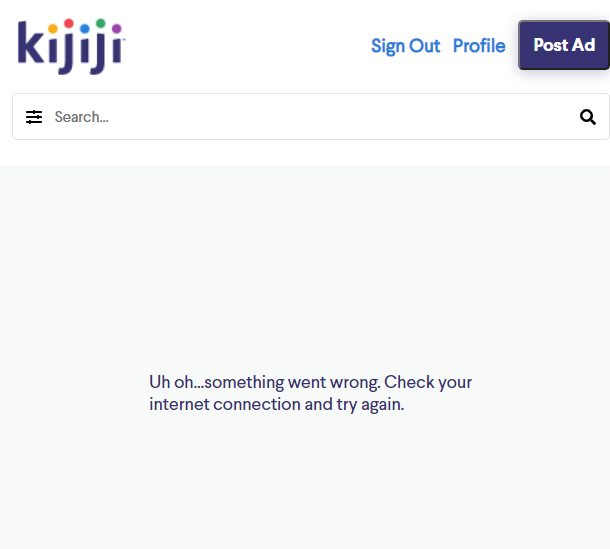 kijiji
Sign Out Profile Post Ad
Search...
Uh oh...something went wrong. Check your
internet connection and try again.